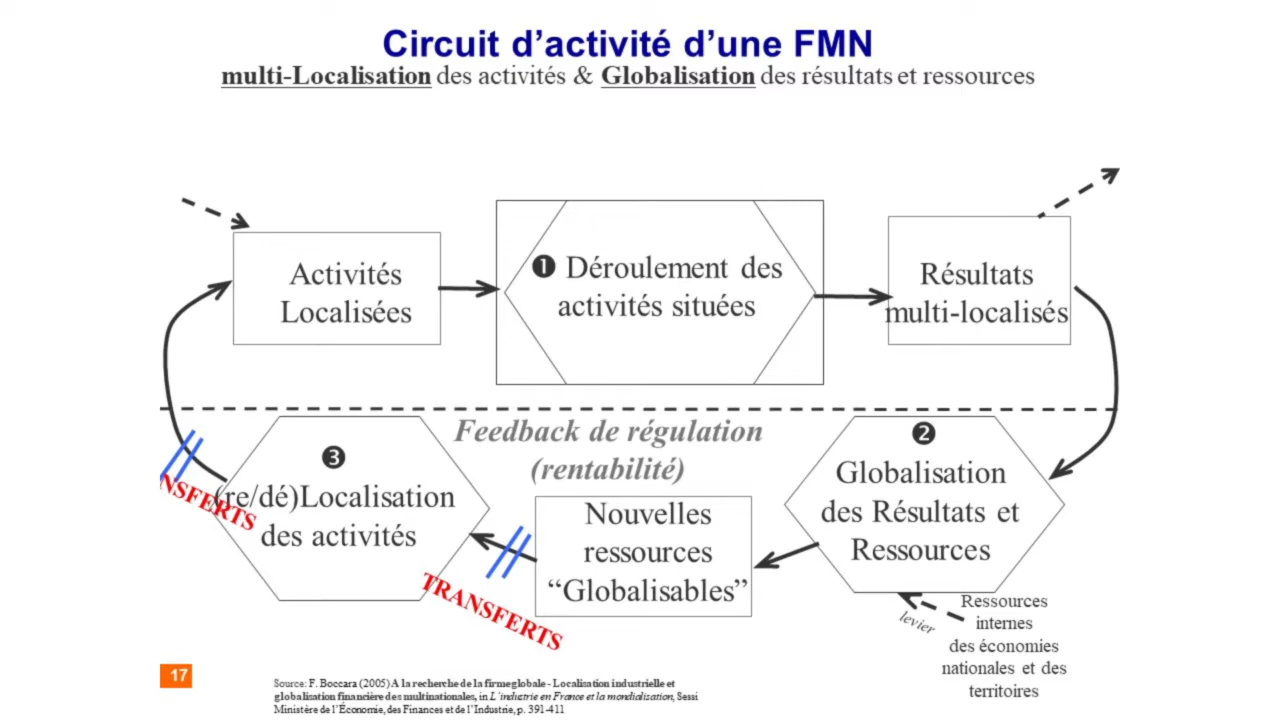 Circuit d’activité d’une FMN
multi-Localisation des activités & Globalisation des résultats et ressources
Activités
Localisées
❶ Déroulement des
activités situées
Résultats
multi-localisés
Feedback de régulation
(rentabilité)
❸
(re/dé)Localisation
des activités
NSFERTS
Nouvelles
ressources
“Globalisables”
TRANSFERTS
❷
Globalisation
des Résultats et
Ressources
levier
Ressources
internes
des économies
nationales et des
territoires
17
Source: F. Boccara (2005) A la recherche de la firme globale - Localisation industrielle et
globalisation financière des multinationales, in L’industrie en France et la mondialisation, Sessi
Ministère de l’Économie, des Finances et de l’Industrie, p. 391-411